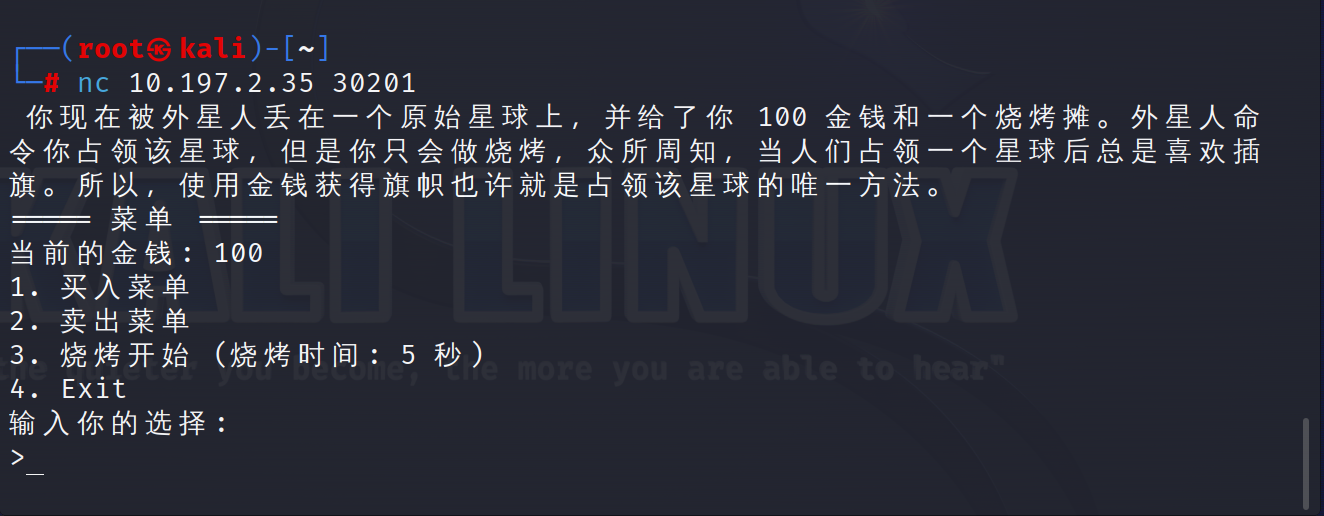 ┌──(root㉿kali)-[~]
└─# nc 10.197.2.35 30201
你现在被外星人丢在一个原始星球上，并给了你 100 金钱和一个烧烤摊。外星人命
令你占领该星球，但是你只会做烧烤，众所周知，当人们占领一个星球后总是喜欢插
旗。所以，使用金钱获得旗帜也许就是占领该星球的唯一方法。
===== 菜单 =====
当前的金钱: 100
1. 买入菜单
2. 卖出菜单
3. 烧烤开始 (烧烤时间: 5 秒)
4. Exit
输入你的选择:
>_
KALI LINUX
the quieter you become, the more you are able to hear"